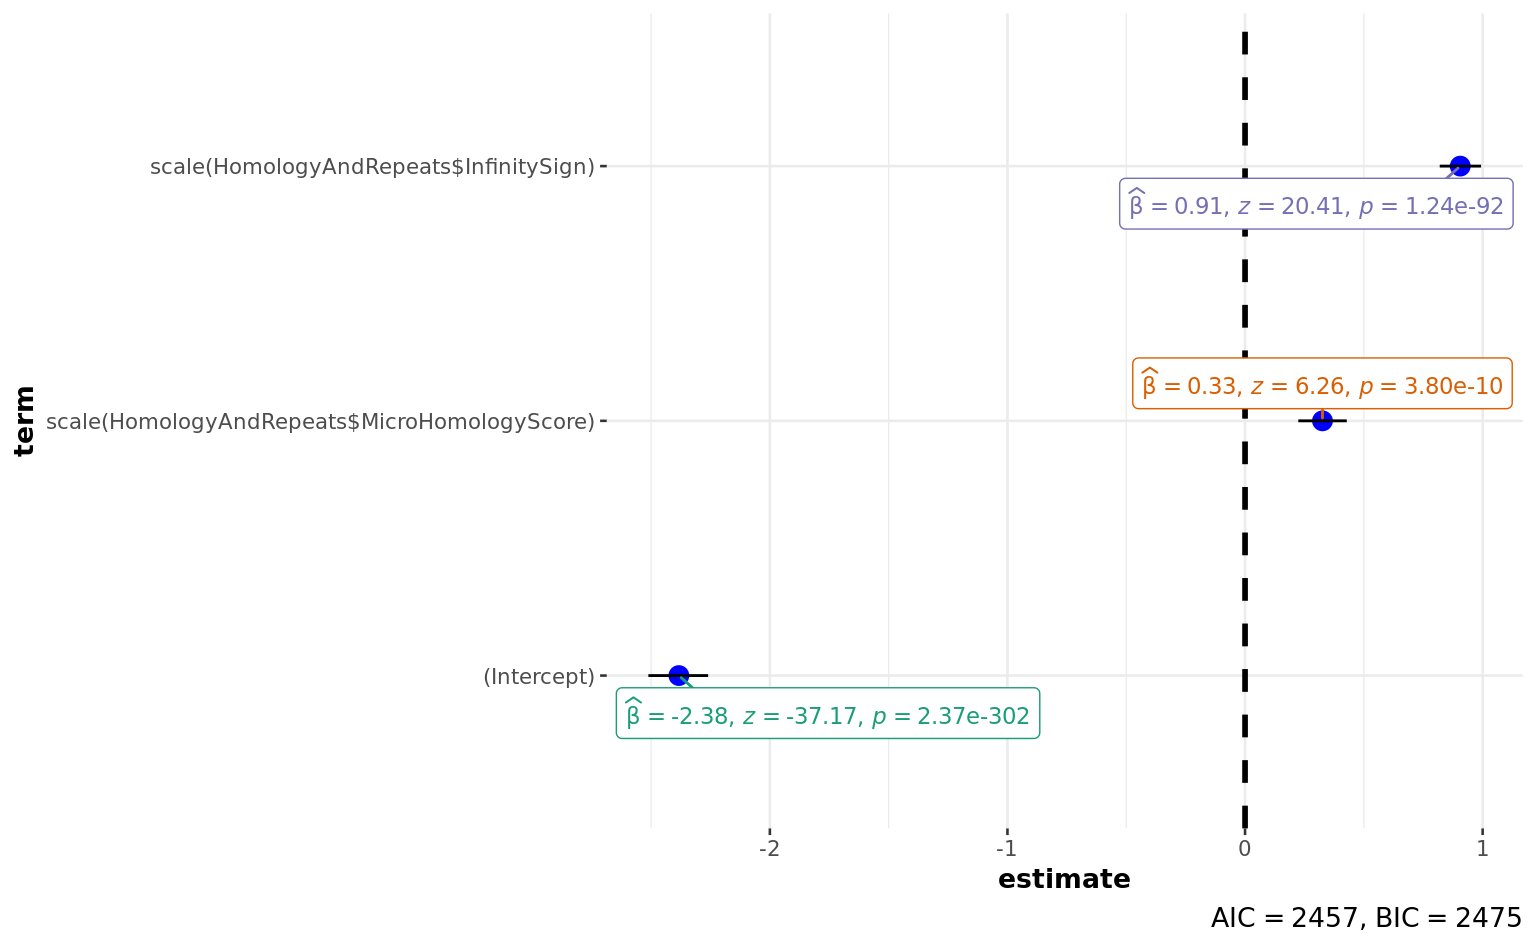 scale(HomologyAndRepeats$InfinitySign)
β̂ = 0.91, z = 20.41, p = 1.24e-92
β̂ = 0.33, z = 6.26, p = 3.80e-10
term
scale(HomologyAndRepeats$MicroHomologyScore)
(Intercept)
β̂ = -2.38, z = -37.17, p = 2.37e-302
-2 -1 0 1
estimate
AIC = 2457, BIC = 2475